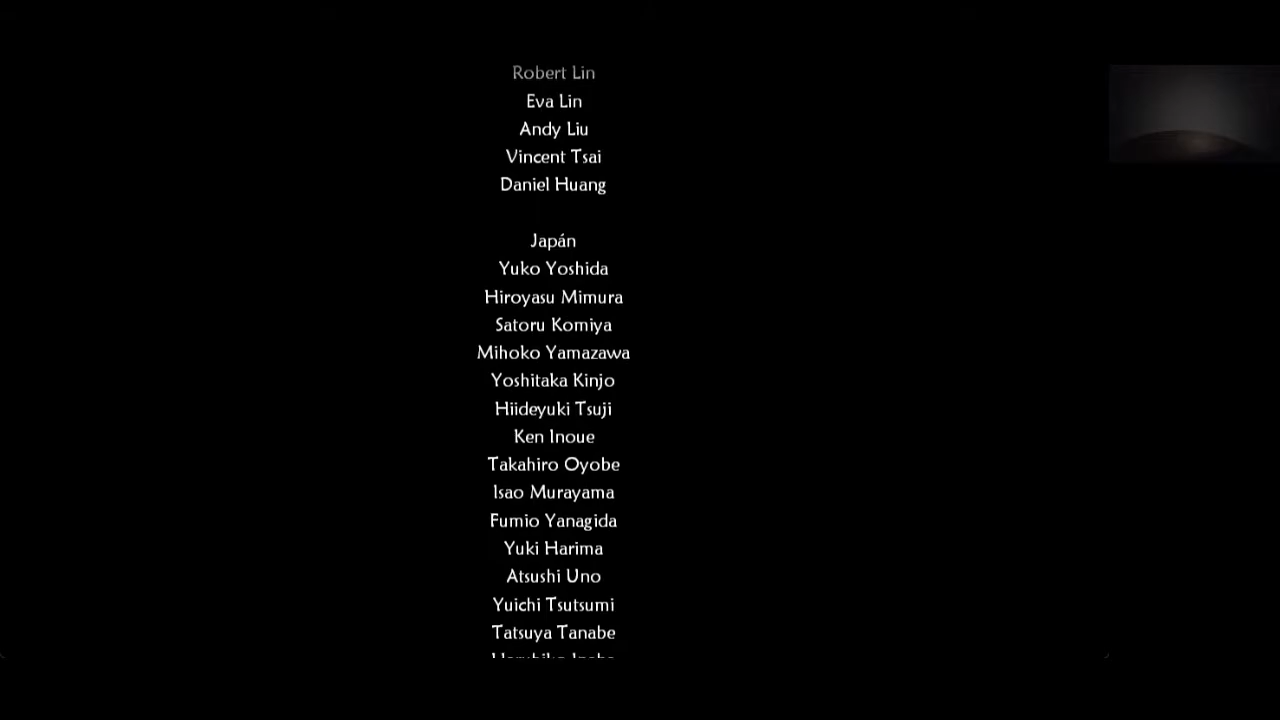 Robert Lin
Eva Lin
Andy Liu
Vincent Tsai
Daniel Huang
Japán
Yuko Yoshida
Hiroyasu Mimura
Satoru Komiya
Mihoko Yamazawa
Yoshitaka Kinjo
Hiideyuki Tsuji
Ken Inoue
Takahiro Oyobe
Isao Murayama
Fumio Yanagida
Yuki Harima
Atsushi Uno
Yuichi Tsutsumi
Tatsuya Tanabe